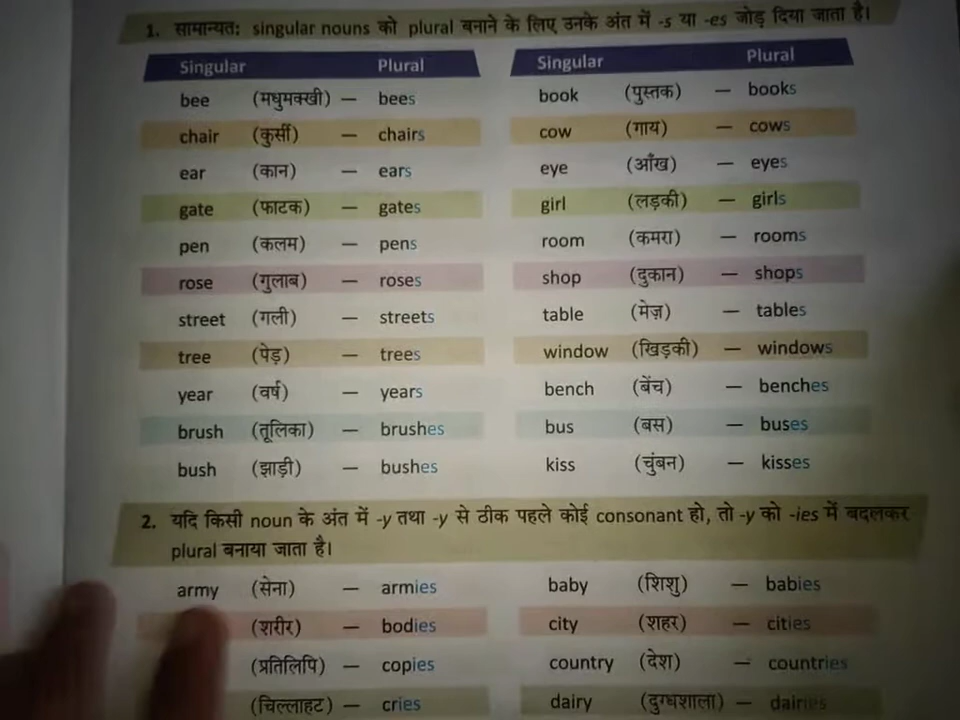 1. सामान्यत: singular nouns को plural बनाने के लिए उनके अंत में -s या -es जोड़ दिया जाता है।
Singular Plural Singular Plural
bee (मधुमक्खी) — bees book (पुस्तक) — books
chair (कुर्सी) — chairs cow (गाय) — cows
ear (कान) — ears eye (आँख) — eyes
gate (फाटक) — gates girl (लड़की) — girls
pen (कलम) — pens room (कमरा) — rooms
rose (गुलाब) — roses shop (दुकान) — shops
street (गली) — streets table (मेज़) — tables
tree (पेड़) — trees window (खिड़की) — windows
year (वर्ष) — years bench (बेंच) — benches
brush (तूलिका) — brushes bus (बस) — buses
bush (झाड़ी) — bushes kiss (चुंबन) — kisses
2. यदि किसी noun के अंत में -y तथा -y से ठीक पहले कोई consonant हो, तो -y को -ies में बदलकर
plural बनाया जाता है।
army (सेना) — armies baby (शिशु) — babies
(शरीर) — bodies city (शहर) — cities
(प्रतिलिपि) — copies country (देश) — countries
(चिल्लाहट) — cries dairy (दुग्धशाला) — dairies